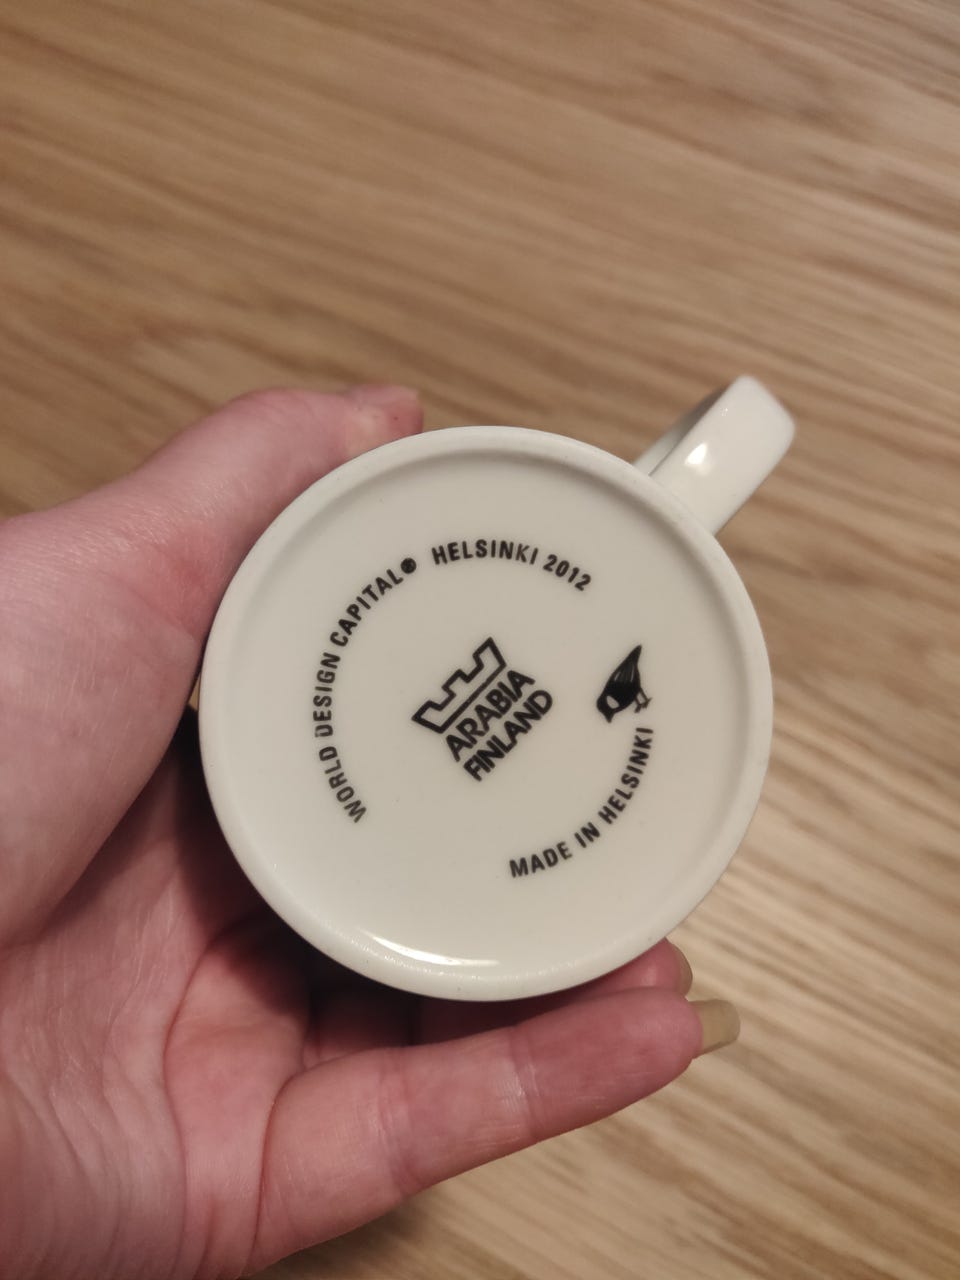 WORLD DESIGN CAPITAL® HELSINKI 2012
ARABIA
FINLAND
MADE IN HELSINKI